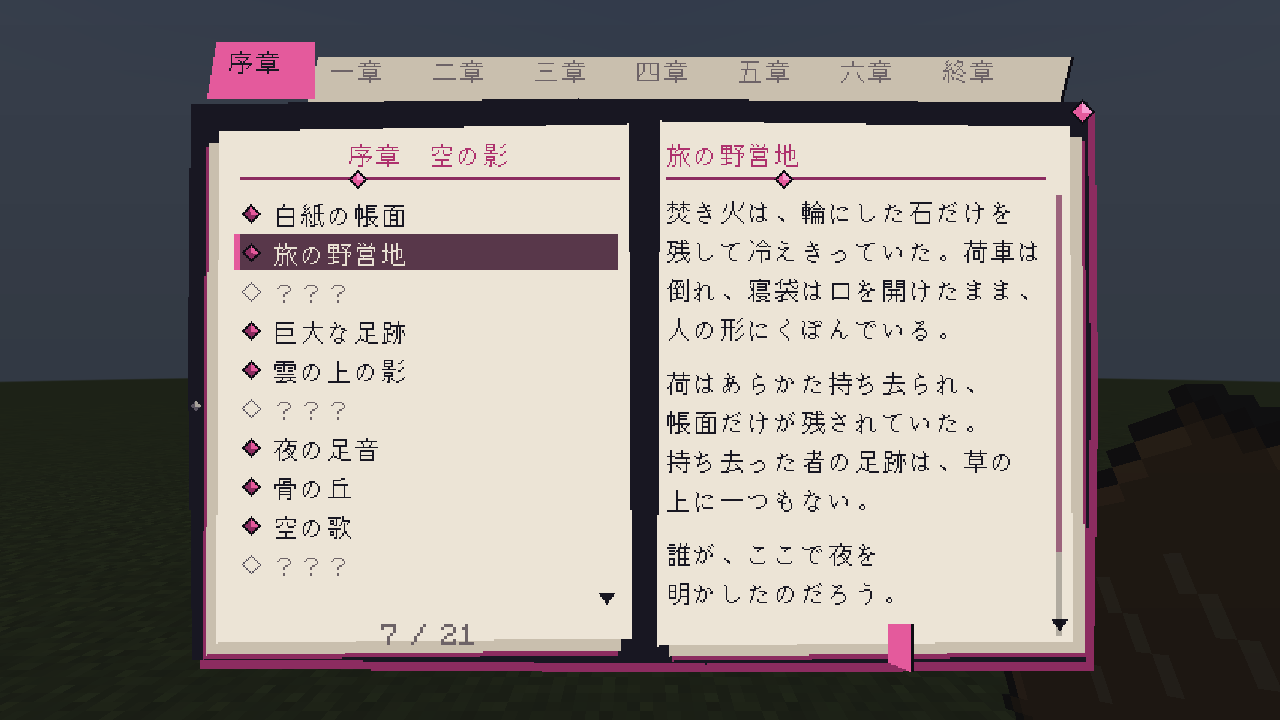 序章 一章 二章 三章 四章 五章 六章 終章
序章 空の影
白紙の帳面
旅の野営地
???
巨大な足跡
雲の上の影
???
夜の足音
骨の丘
空の歌
???
7 / 21
旅の野営地
焚き火は、輪にした石だけを
残して冷えきっていた。荷車は
倒れ、寝袋は口を開けたまま、
人の形にくぼんでいる。
荷はあらかた持ち去られ、
帳面だけが残されていた。
持ち去った者の足跡は、草の
上に一つもない。
誰が、ここで夜を
明かしたのだろう。